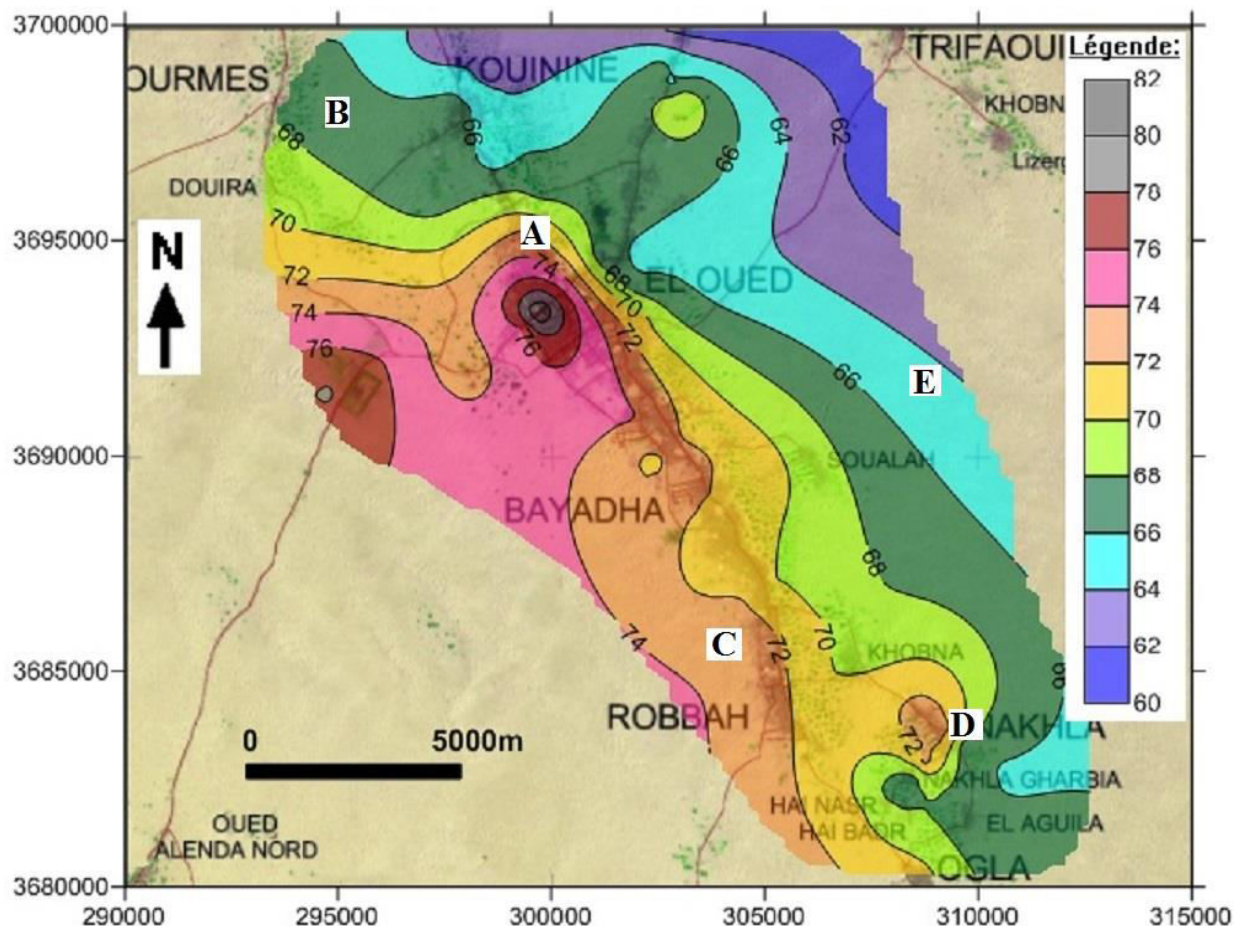 3700000
3695000
3690000
3685000
3680000
290000
295000
300000
305000
310000
315000
OURMES
KOUININE
TRIFAOUI
KHOBN
Lizerg
B
68
66
66
64
62
DOUIRA
70
A
N
72
74
68
EL OUED
70
74
72
76
76
66
E
SOUALAH
BAYADHA
68
74
C
72
70
KHOBNA
66
ROBBAH
D
NAKHLA
72
0
5000m
NAKHLA GHARBIA
HAI NASR
EL AGUILA
HAI BADR
OUED
ALENDA NORD
OGLA
Légende:
82
80
78
76
74
72
70
68
66
64
62
60